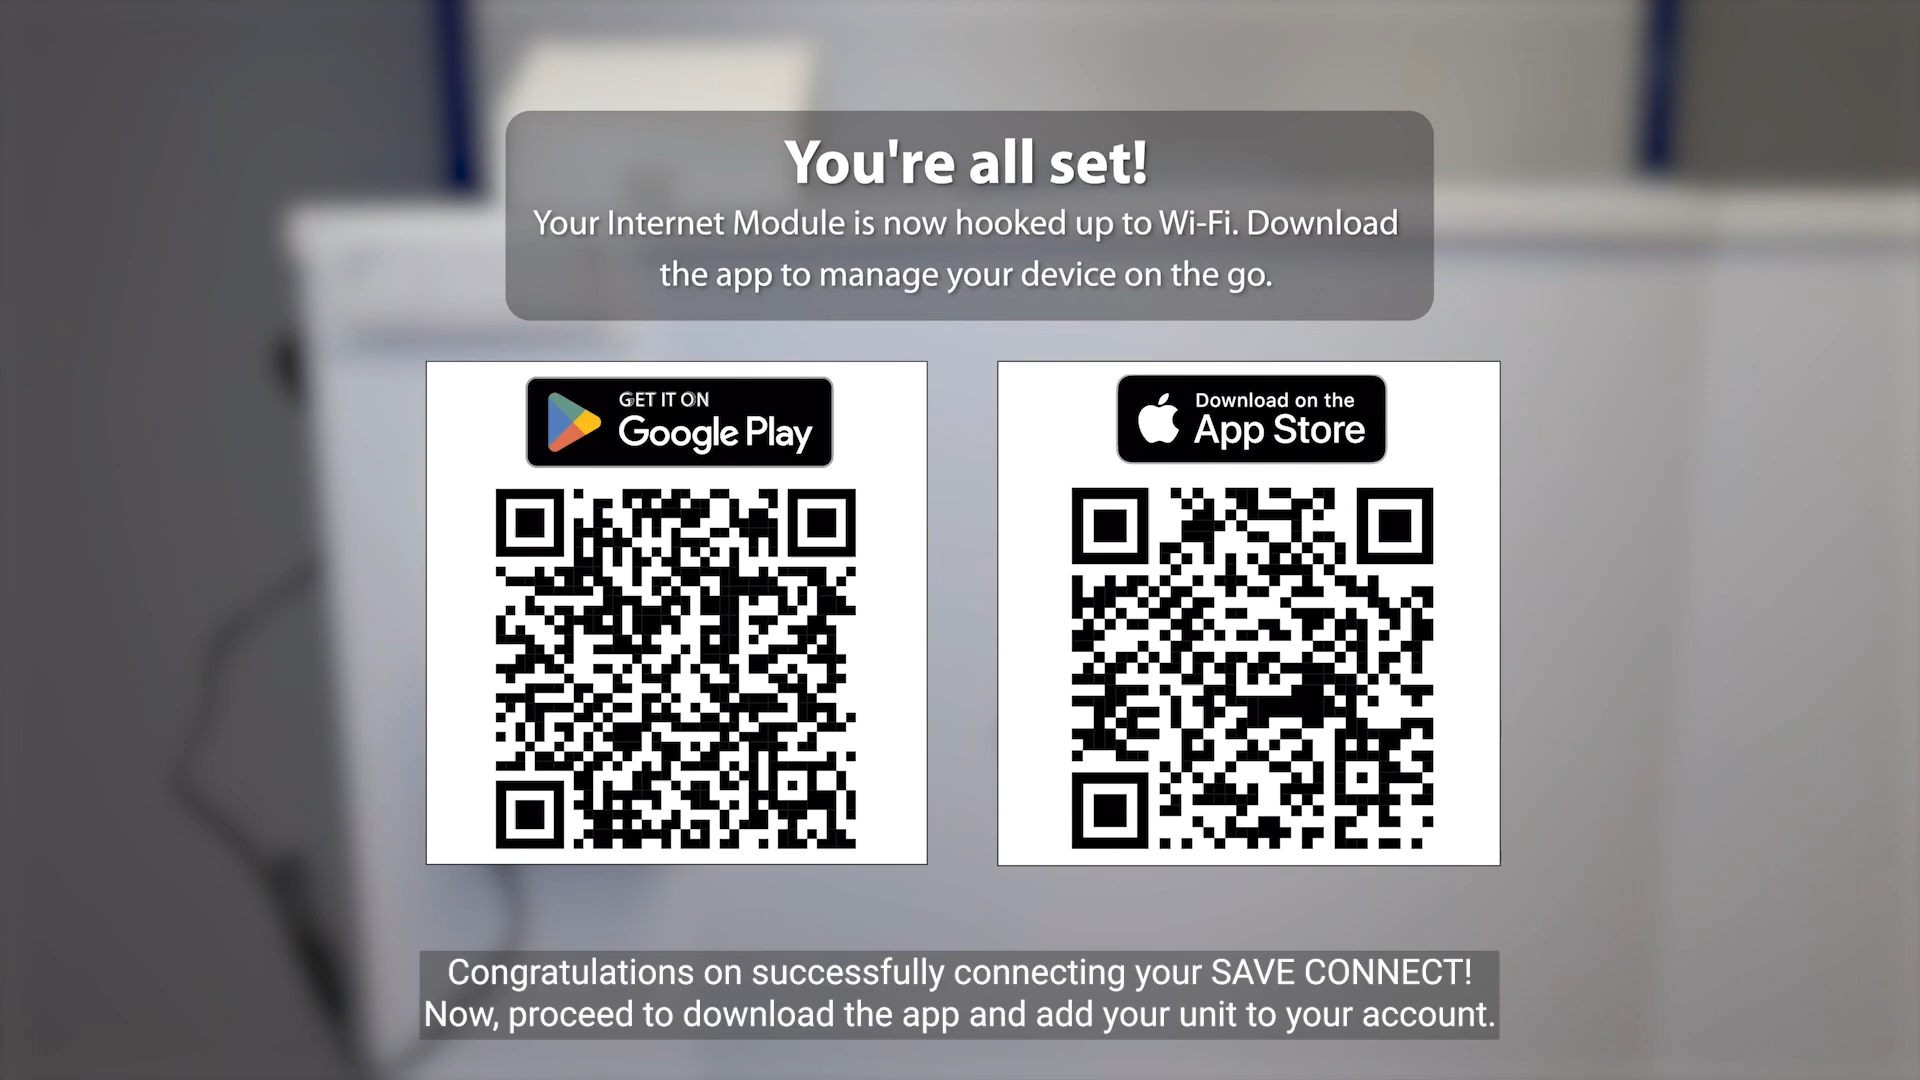 You're all set!
Your Internet Module is now hooked up to Wi-Fi. Download
the app to manage your device on the go.
GET IT ON
Google Play
Download on the
App Store
Congratulations on successfully connecting your SAVE CONNECT!
Now, proceed to download the app and add your unit to your account.